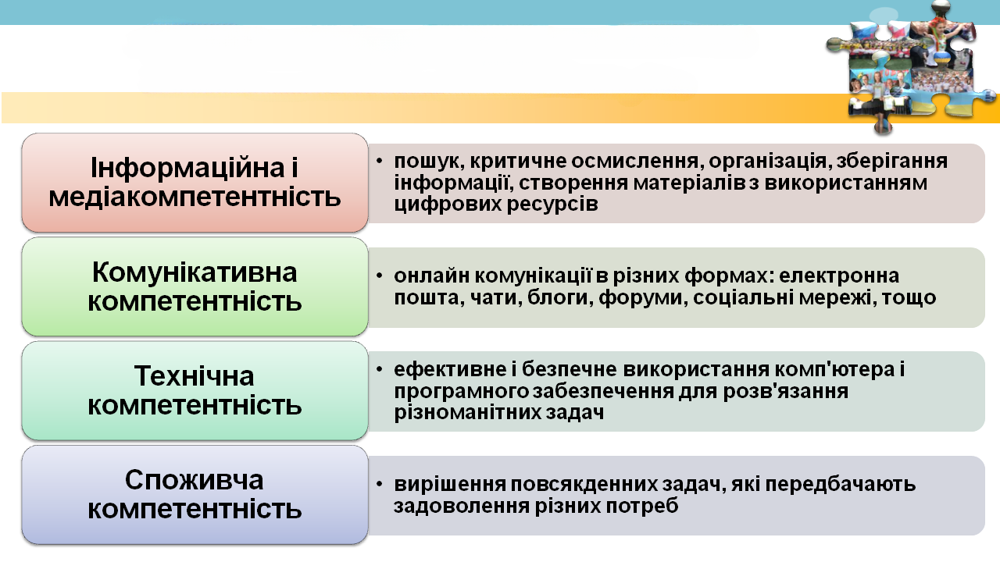 Інформаційна і
медіакомпетентність
• пошук, критичне осмислення, організація, зберігання
інформації, створення матеріалів з використанням
цифрових ресурсів
Комунікативна
компетентність
• онлайн комунікації в різних формах: електронна
пошта, чати, блоги, форуми, соціальні мережі, тощо
Технічна
компетентність
• ефективне і безпечне використання комп'ютера і
програмного забезпечення для розв'язання
різноманітних задач
Споживча
компетентність
• вирішення повсякденних задач, які передбачають
задоволення різних потреб